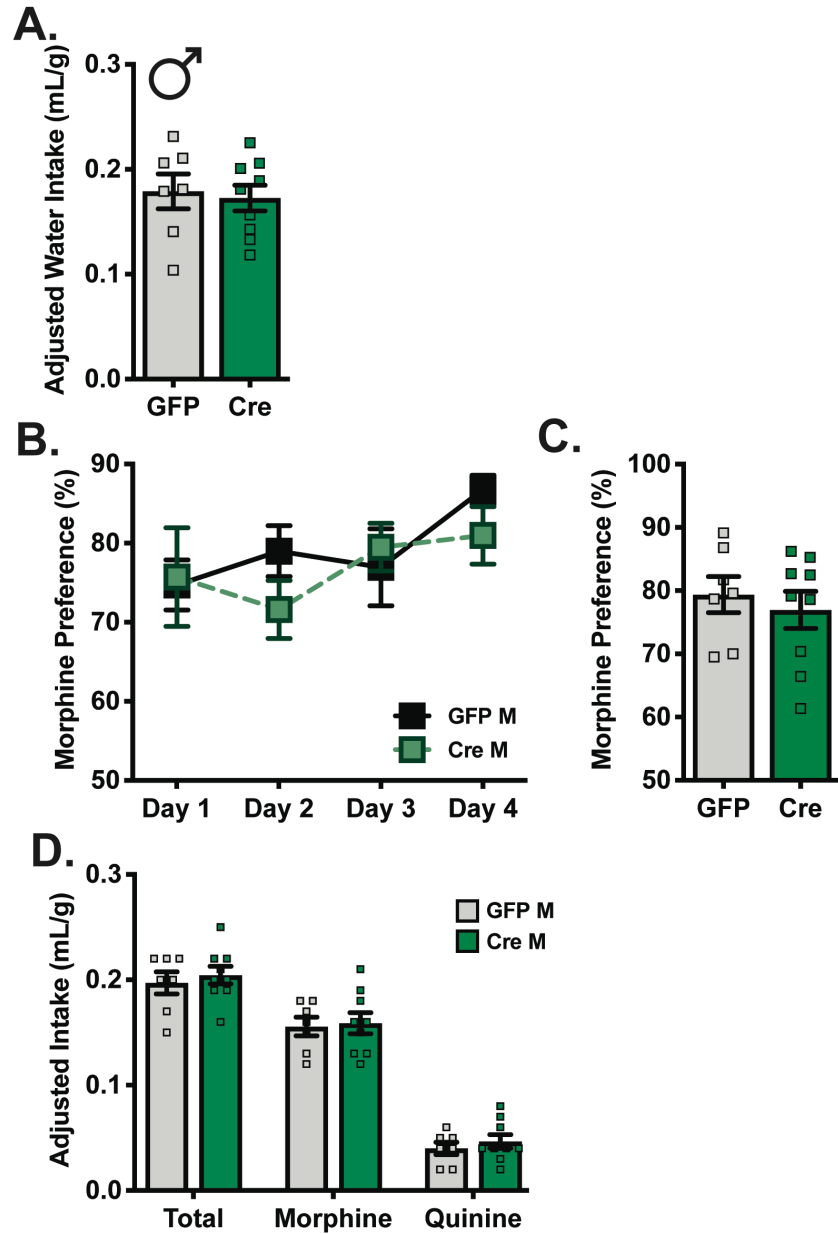 A.
Adjusted Water Intake (mL/g)
0.3
0.2
0.1
0.0
GFP Cre
B.
Morphine Preference (%)
90
80
70
60
50
GFP M
Cre M
Day 1 Day 2 Day 3 Day 4
C.
Morphine Preference (%)
100
90
80
70
60
50
GFP Cre
D.
Adjusted Intake (mL/g)
0.3
0.2
0.1
0.0
GFP M
Cre M
Total Morphine Quinine